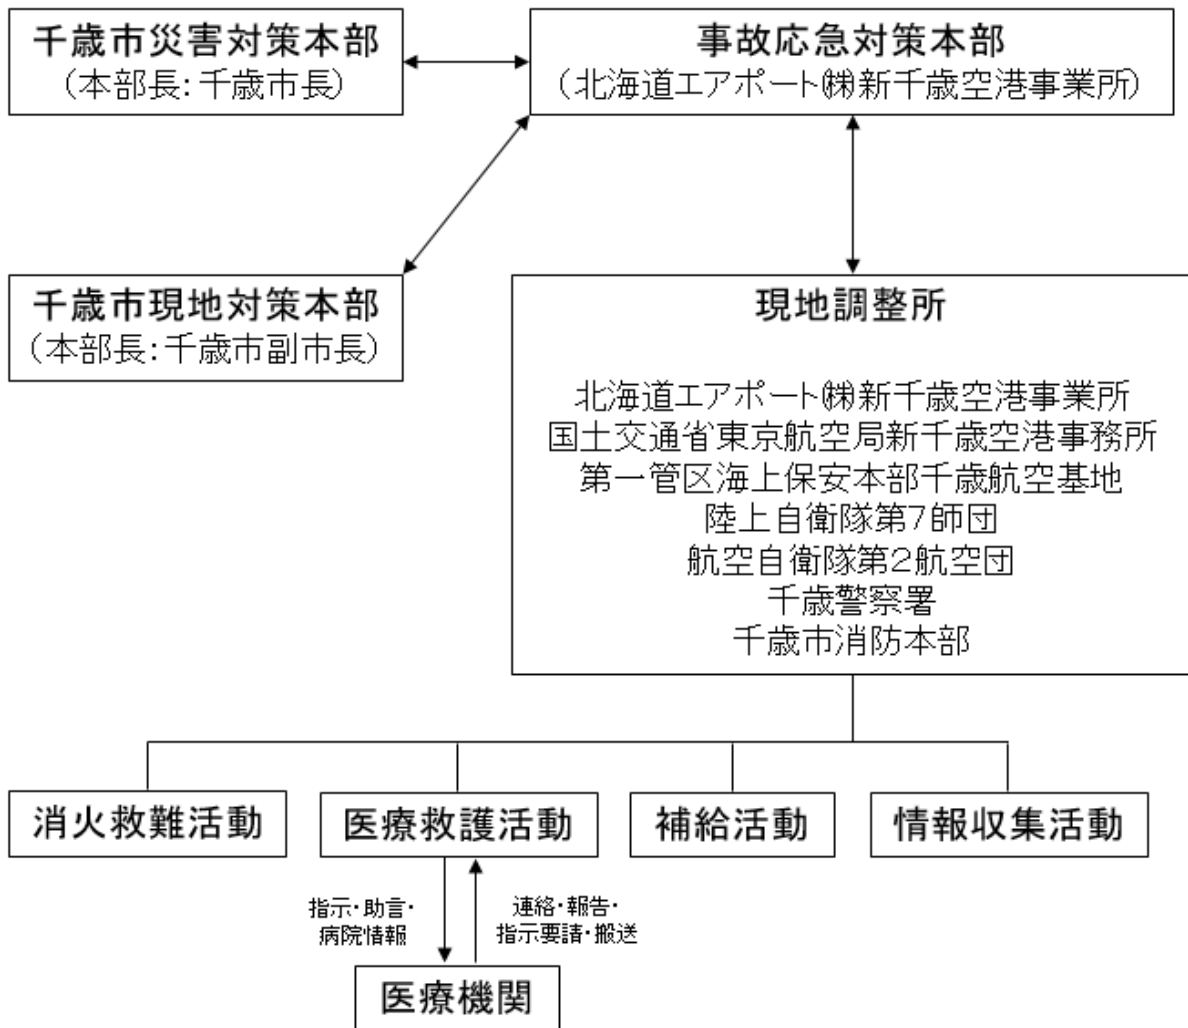 千歳市災害対策本部
（本部長：千歳市長）
事故応急対策本部
（北海道エアポート㈱新千歳空港事業所）
千歳市現地対策本部
（本部長：千歳市副市長）
現地調整所
北海道エアポート㈱新千歳空港事業所
国土交通省東京航空局新千歳空港事務所
第一管区海上保安本部千歳航空基地
陸上自衛隊第7師団
航空自衛隊第2航空団
千歳警察署
千歳市消防本部
消火救難活動
医療救護活動
補給活動
情報収集活動
指示・助言・
病院情報
連絡・報告・
指示要請・搬送
医療機関